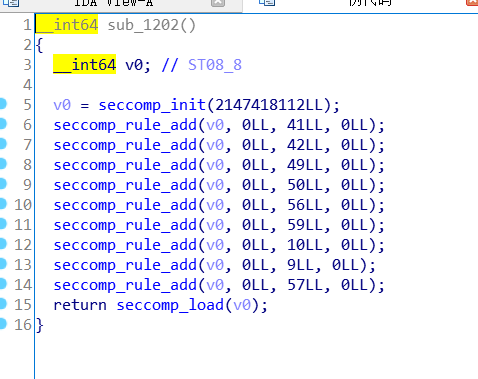 IDA View-A
伪代码
1 __int64 sub_1202()
2 {
3 __int64 v0; // ST08_8
4
5 v0 = seccomp_init(2147418112LL);
6 seccomp_rule_add(v0, 0LL, 41LL, 0LL);
7 seccomp_rule_add(v0, 0LL, 42LL, 0LL);
8 seccomp_rule_add(v0, 0LL, 49LL, 0LL);
9 seccomp_rule_add(v0, 0LL, 50LL, 0LL);
10 seccomp_rule_add(v0, 0LL, 56LL, 0LL);
11 seccomp_rule_add(v0, 0LL, 59LL, 0LL);
12 seccomp_rule_add(v0, 0LL, 10LL, 0LL);
13 seccomp_rule_add(v0, 0LL, 9LL, 0LL);
14 seccomp_rule_add(v0, 0LL, 57LL, 0LL);
15 return seccomp_load(v0);
16 }